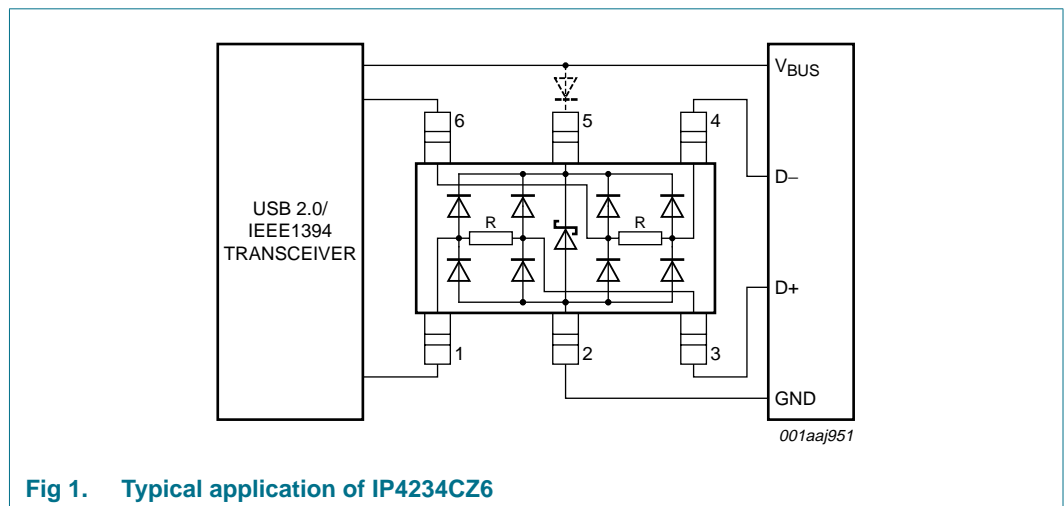 VBUS
6
5
4
D−
USB 2.0/
IEEE1394
TRANSCEIVER
R
R
D+
1
2
3
GND
001aaj951
Fig 1. Typical application of IP4234CZ6